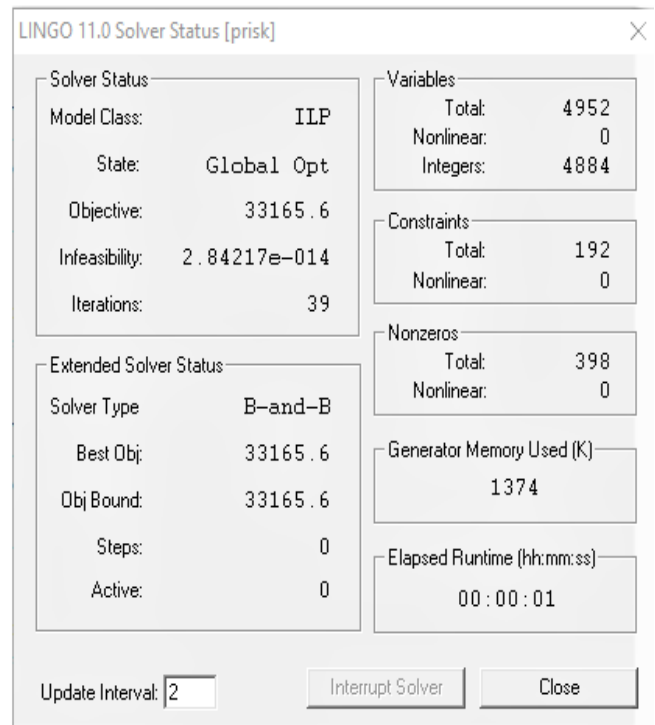 LINGO 11.0 Solver Status [prisk]
Solver Status
Model Class: ILP
State: Global Opt
Objective: 33165.6
Infeasibility: 2.84217e-014
Iterations: 39
Extended Solver Status
Solver Type B-and-B
Best Obj: 33165.6
Obj Bound: 33165.6
Steps: 0
Active: 0
Variables
Total: 4952
Nonlinear: 0
Integers: 4884
Constraints
Total: 192
Nonlinear: 0
Nonzeros
Total: 398
Nonlinear: 0
Generator Memory Used (K)
1374
Elapsed Runtime (hh:mm:ss)
00:00:01
Update Interval: 2
Interrupt Solver
Close